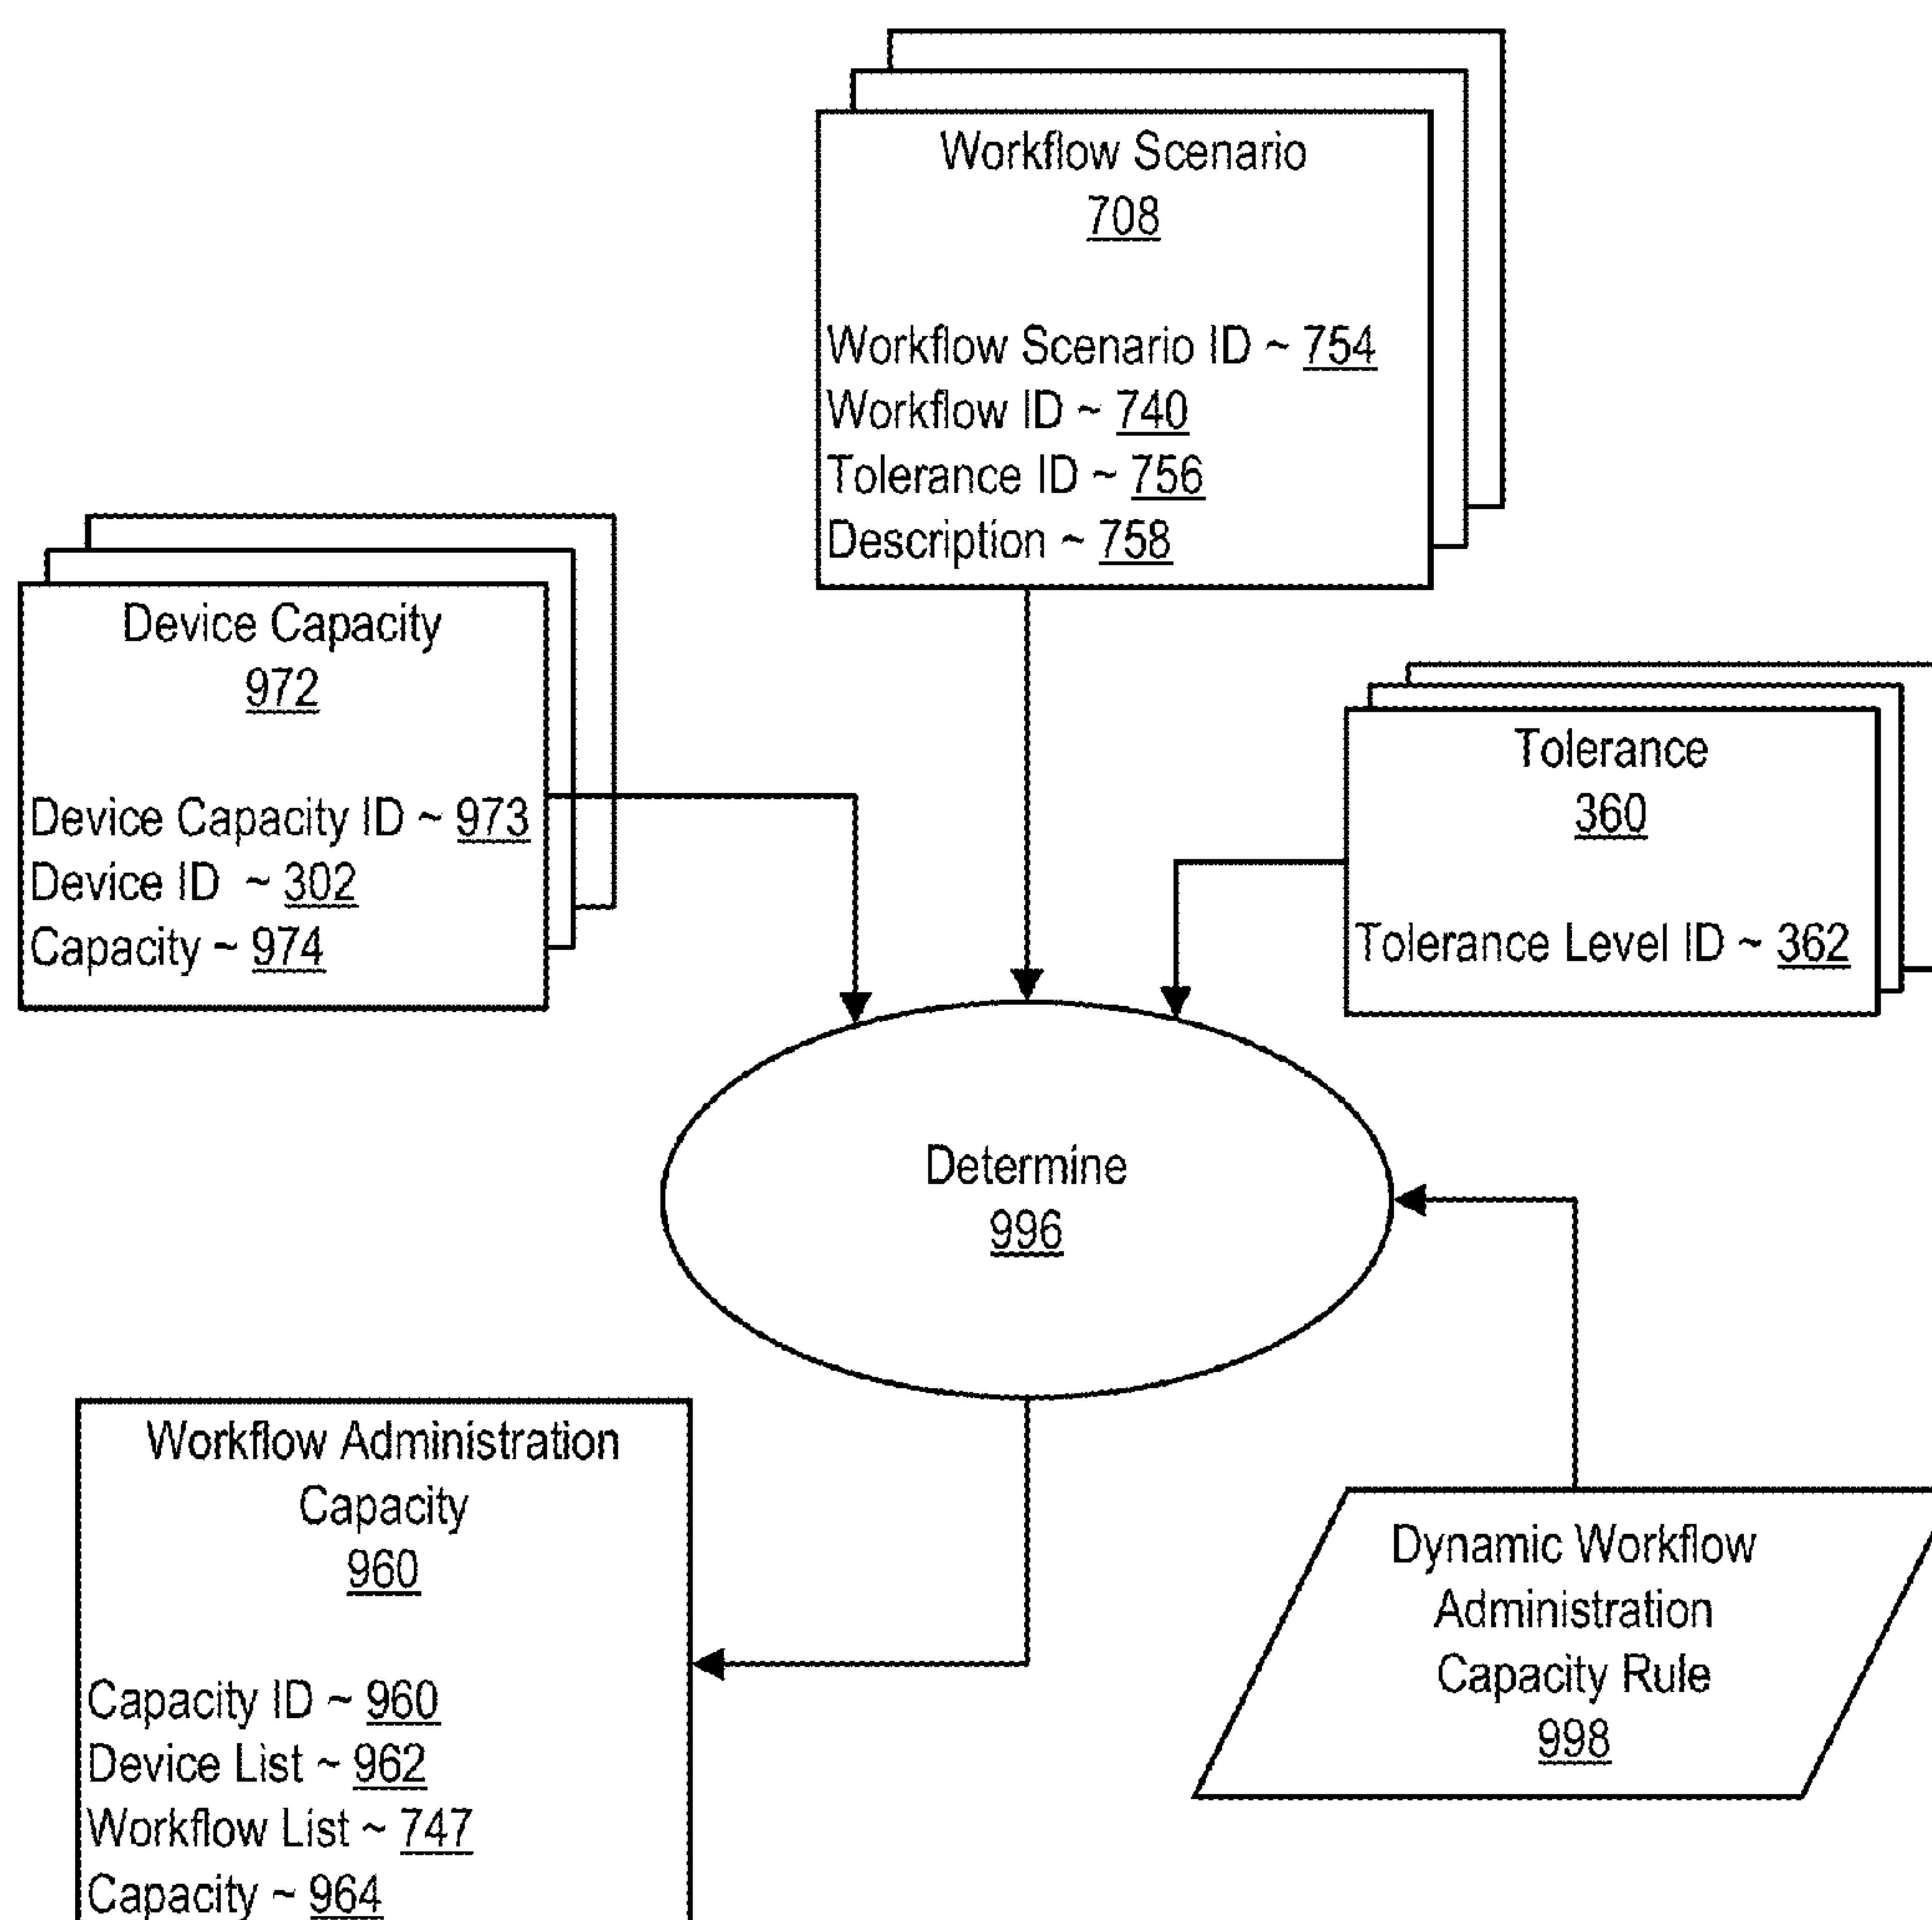 Workflow Scenario
708
Workflow Scenario ID ~ 754
Workflow ID ~ 740
Tolerance ID ~ 756
Description ~ 758
Device Capacity
972
Device Capacity ID ~ 973
Device ID ~ 302
Capacity ~ 974
Tolerance
360
Tolerance Level ID ~ 362
Determine
996
Workflow Administration
Capacity
960
Capacity ID ~ 960
Device List ~ 962
Workflow List ~ 747
Capacity ~ 964
Dynamic Workflow
Administration
Capacity Rule
998